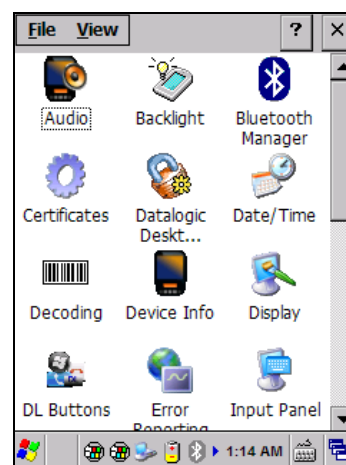 File View ? ×
Audio Backlight Bluetooth Manager
Certificates Datalogic Deskt... Date/Time
Decoding Device Info Display
DL Buttons Error Reporting Input Panel
1:14 AM